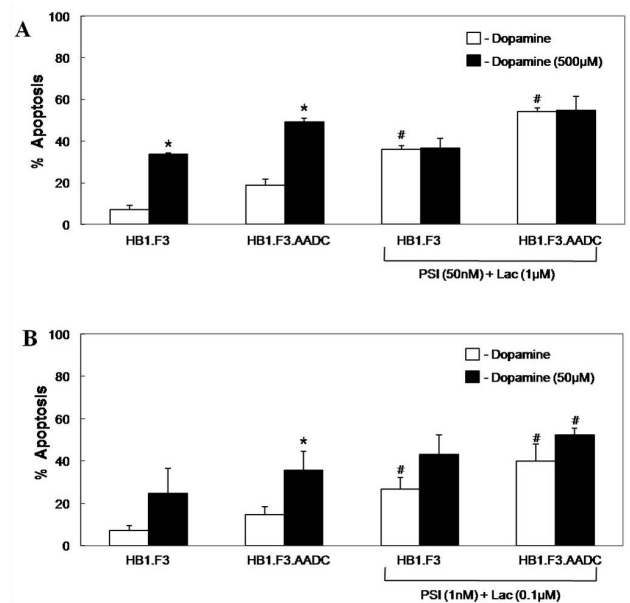 A
- Dopamine
- Dopamine (500µM)
% Apoptosis
100
80
60
40
20
0
*
*
#
#
HB1.F3
HB1.F3.AADC
HB1.F3
HB1.F3.AADC
PSI (50nM) + Lac (1µM)
B
- Dopamine
- Dopamine (50µM)
% Apoptosis
100
80
60
40
20
0
*
#
#
#
HB1.F3
HB1.F3.AADC
HB1.F3
HB1.F3.AADC
PSI (1nM) + Lac (0.1µM)